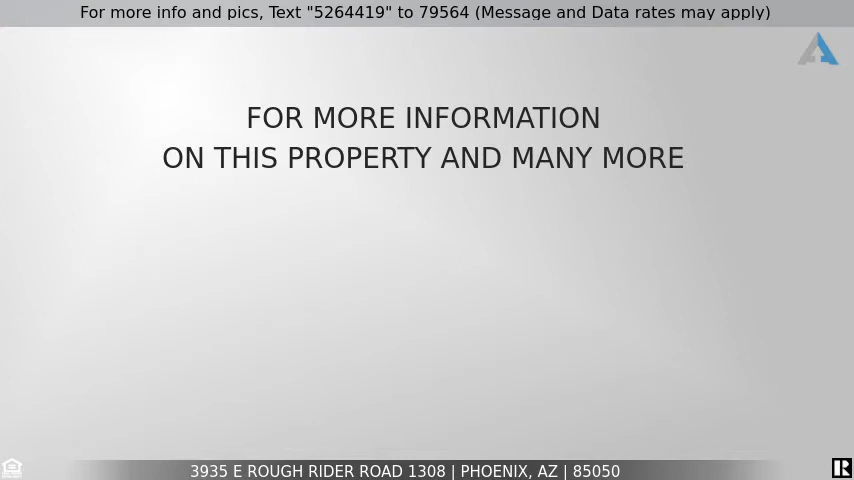 For more info and pics, Text "5264419" to 79564 (Message and Data rates may apply)
FOR MORE INFORMATION
ON THIS PROPERTY AND MANY MORE
3935 E ROUGH RIDER ROAD 1308 | PHOENIX, AZ | 85050